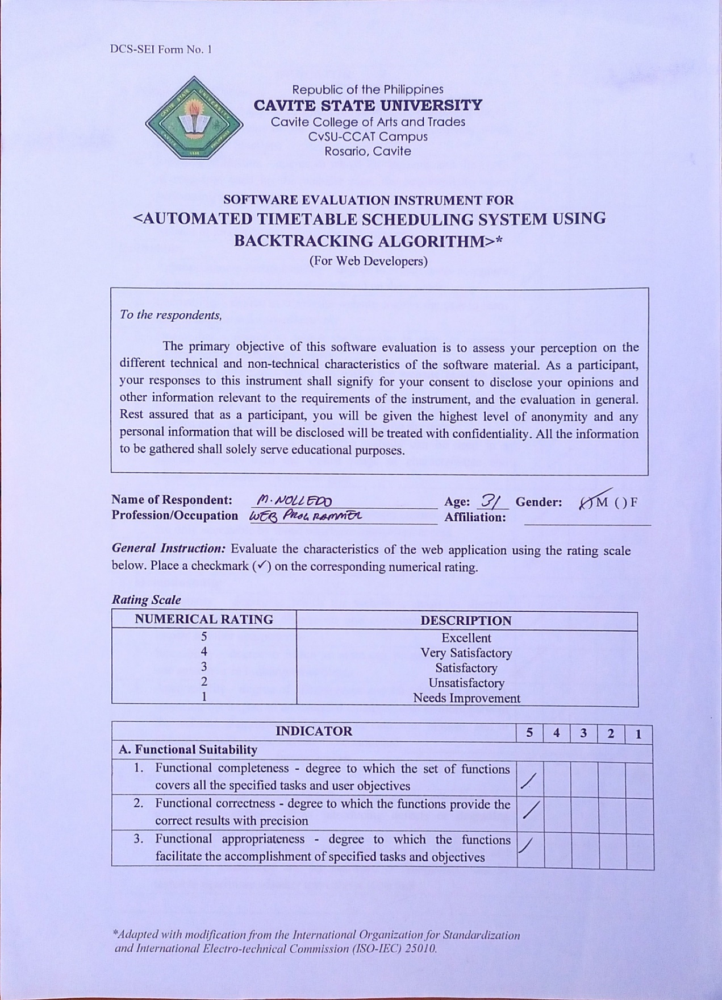 DCS-SEI Form No. 1
CAVITE STATE UNIVERSITY
CAVITE PHILIPPINES
1906
Republic of the Philippines
CAVITE STATE UNIVERSITY
Cavite College of Arts and Trades
CvSU-CCAT Campus
Rosario, Cavite
SOFTWARE EVALUATION INSTRUMENT FOR
<AUTOMATED TIMETABLE SCHEDULING SYSTEM USING
BACKTRACKING ALGORITHM>*
(For Web Developers)
To the respondents,
The primary objective of this software evaluation is to assess your perception on the
different technical and non-technical characteristics of the software material. As a participant,
your responses to this instrument shall signify for your consent to disclose your opinions and
other information relevant to the requirements of the instrument, and the evaluation in general.
Rest assured that as a participant, you will be given the highest level of anonymity and any
personal information that will be disclosed will be treated with confidentiality. All the information
to be gathered shall solely serve educational purposes.
Name of Respondent: M. NOLLEDO Age: 31 Gender: (/) M ( ) F
Profession/Occupation WEB PROGRAMMER Affiliation:
General Instruction: Evaluate the characteristics of the web application using the rating scale
below. Place a checkmark (✓) on the corresponding numerical rating.
Rating Scale
NUMERICAL RATING DESCRIPTION
5 Excellent
4 Very Satisfactory
3 Satisfactory
2 Unsatisfactory
1 Needs Improvement
INDICATOR 5 4 3 2 1
A. Functional Suitability
1. Functional completeness - degree to which the set of functions
covers all the specified tasks and user objectives /
2. Functional correctness - degree to which the functions provide the
correct results with precision /
3. Functional appropriateness - degree to which the functions
facilitate the accomplishment of specified tasks and objectives /
*Adapted with modification from the International Organization for Standardization
and International Electro-technical Commission (ISO-IEC) 25010.